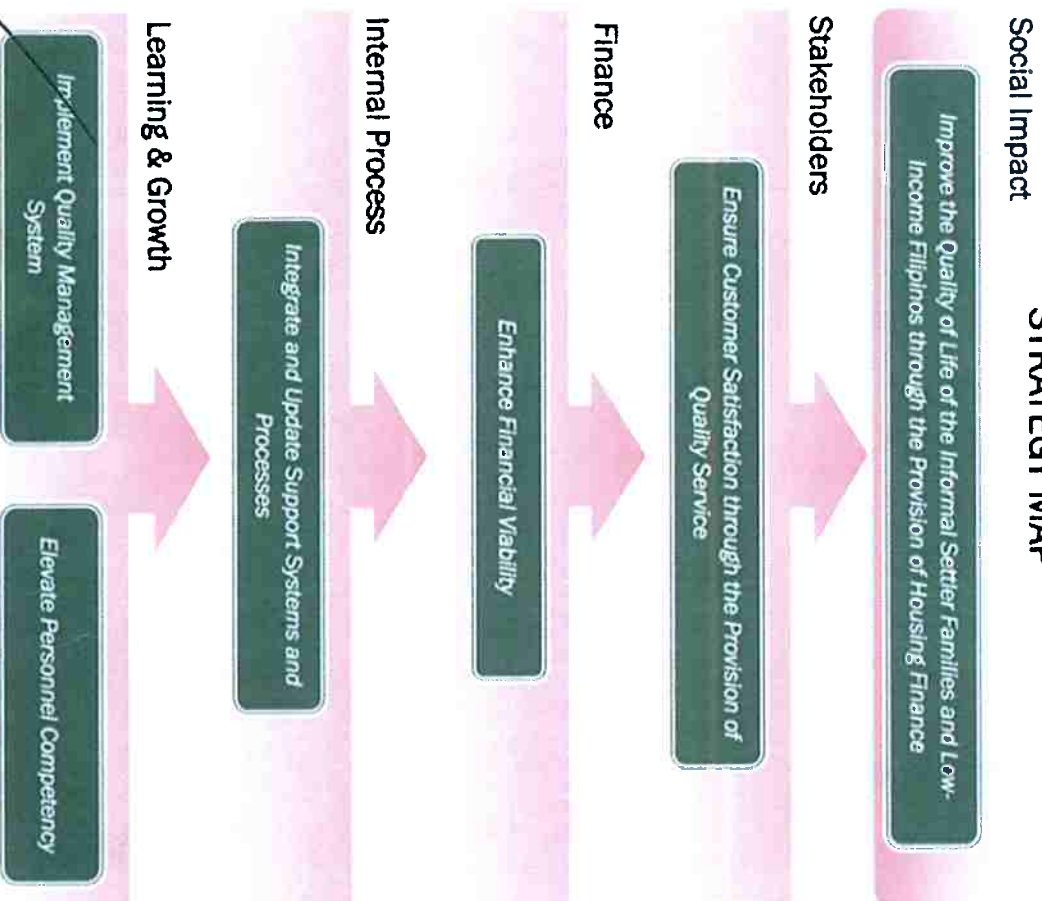 STRATEGY MAP
Social Impact
Improve the Quality of Life of the Informal Settler Families and Low-
Income Filipinos through the Provision of Housing Finance
Stakeholders
Ensure Customer Satisfaction through the Provision of
Quality Service
Finance
Enhance Financial Viability
Internal Process
Integrate and Update Support Systems and
Processes
Learning & Growth
Implement Quality Management
System
Elevate Personnel Competency